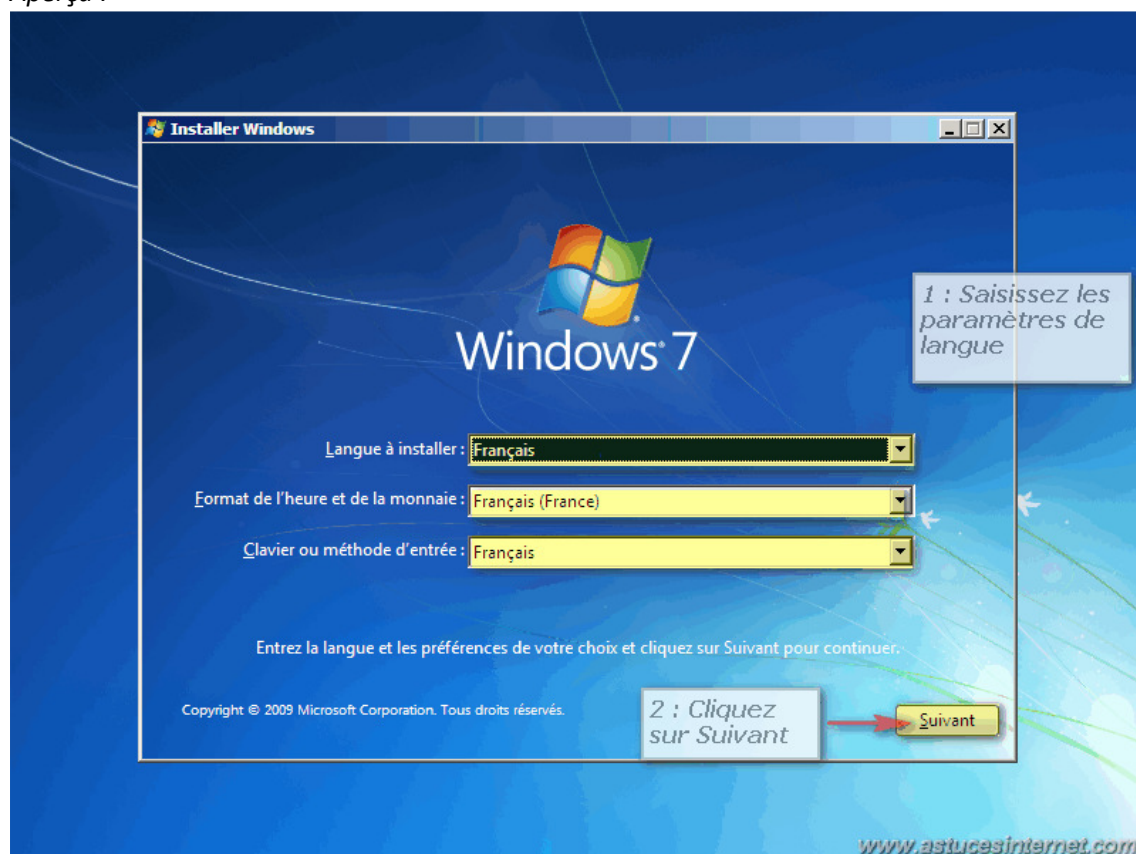 Aperçu :
Installer Windows
Windows® 7
1 : Saisissez les
paramètres de
langue
Langue à installer : Français
Format de l'heure et de la monnaie : Français (France)
Clavier ou méthode d'entrée : Français
Entrez la langue et les préférences de votre choix et cliquez sur Suivant pour continuer.
Copyright © 2009 Microsoft Corporation. Tous droits réservés.
2 : Cliquez
sur Suivant
Suivant
www.astucesinternet.com